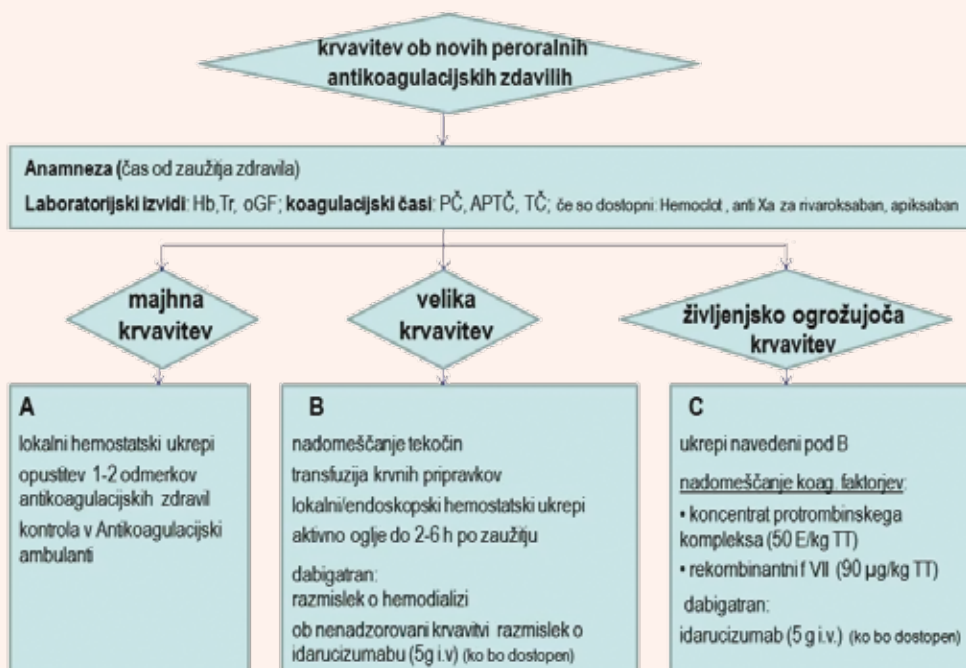 krvavitev ob novih peroralnih
antikoagulacijskih zdavilih
Anamneza (čas od zaužitja zdravila)
Laboratorijski izvidi: Hb,Tr, oGF; koagulacijski časi: PČ, APTČ, TČ; če so dostopni: Hemoclot , anti Xa za rivaroksaban, apiksaban
majhna
krvavitev
velika
krvavitev
življenjsko ogrožujoča
krvavitev
A
lokalni hemostatski ukrepi
opustitev 1-2 odmerkov
antikoagulacijskih zdravil
kontrola v Antikoagulacijski
ambulanti
B
nadomeščanje tekočin
transfuzija krvnih pripravkov
lokalni/endoskopski hemostatski ukrepi
aktivno oglje do 2-6 h po zaužitju
dabigatran:
razmislek o hemodializi
ob nenadzorovani krvavitvi razmislek o
idarucizumabu (5g i.v) (ko bo dostopen)
C
ukrepi navedeni pod B
nadomeščanje koag. faktorjev:
• koncentrat protrombinskega
kompleksa (50 E/kg TT)
• rekombinantni f VII (90 µg/kg TT)
dabigatran:
idarucizumab (5 g i.v.) (ko bo dostopen)